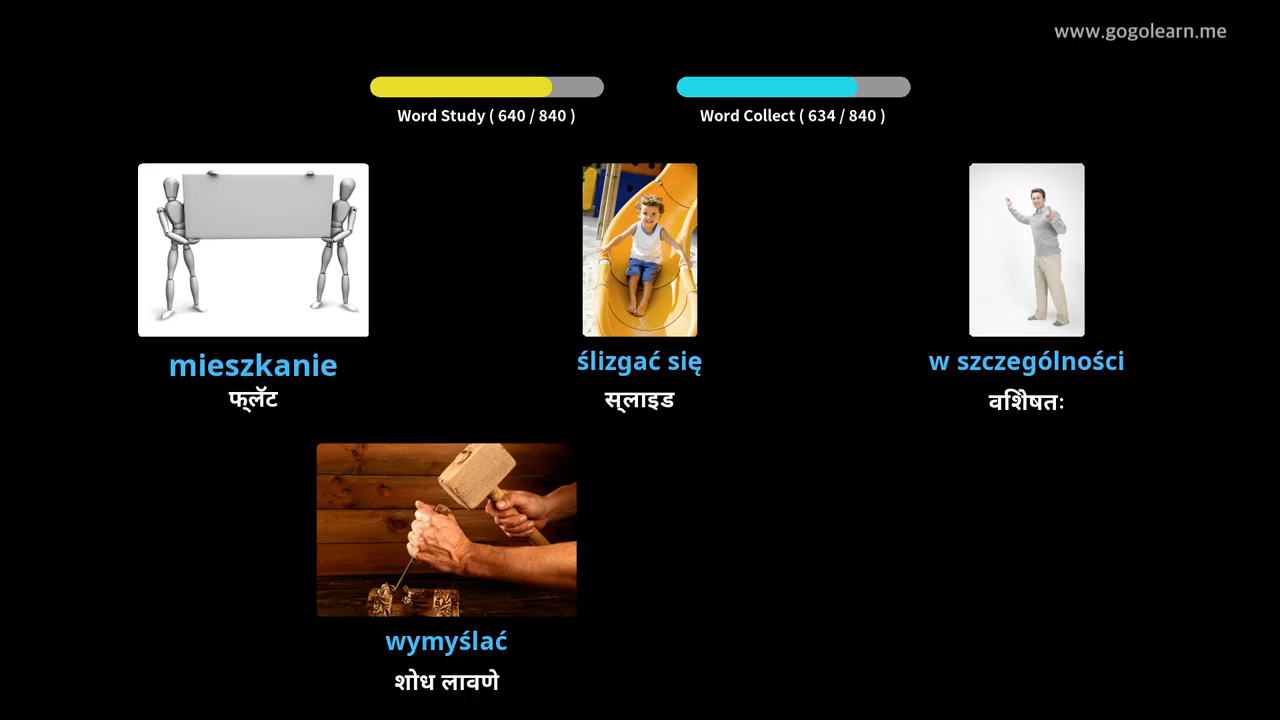 www.gogolearn.me
Word Study ( 640 / 840 )
Word Collect ( 634 / 840 )
mieszkanie
फ्लॅट
ślizgać się
स्लाइड
w szczególności
विशेषतः
wymyślać
शोध लावणे